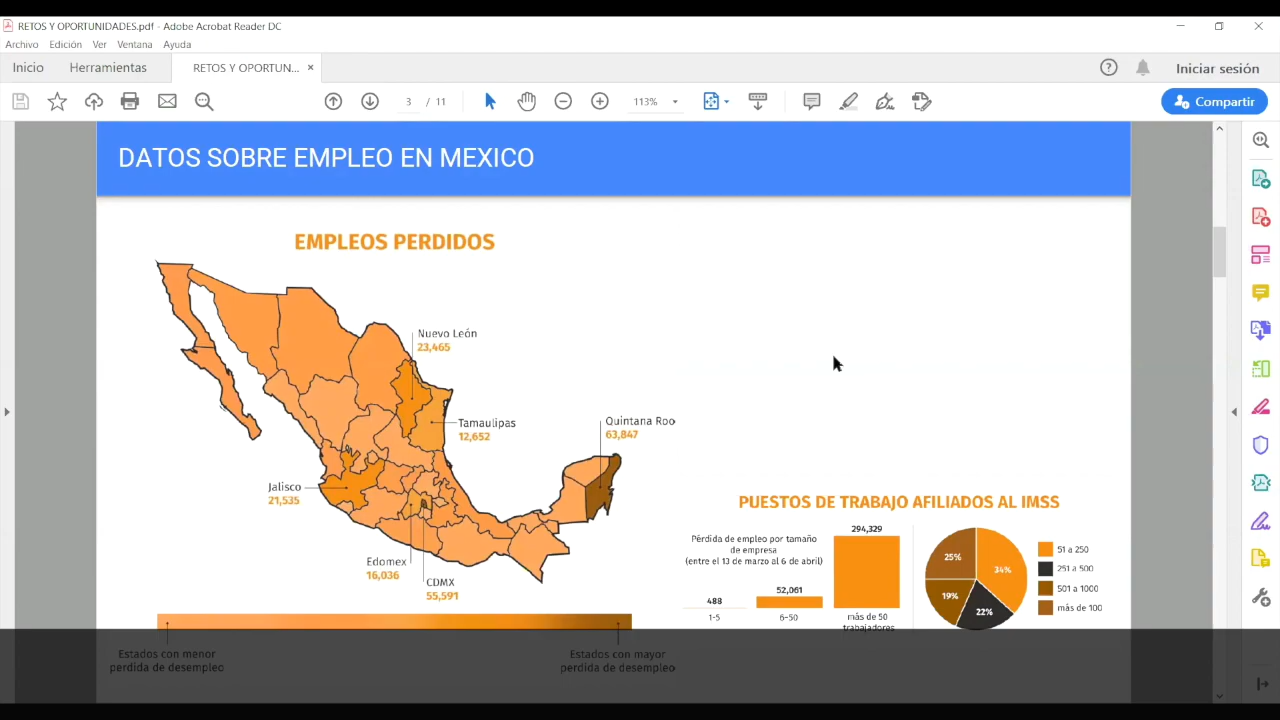 RETOS Y OPORTUNIDADES.pdf - Adobe Acrobat Reader DC
Archivo Edición Ver Ventana Ayuda
Inicio Herramientas RETOS Y OPORTUN... × Iniciar sesión
3 / 11 113% Compartir
DATOS SOBRE EMPLEO EN MEXICO
EMPLEOS PERDIDOS
Nuevo León
23,465
Tamaulipas
12,652
Quintana Roo
63,847
Jalisco
21,535
Edomex
16,036
CDMX
55,591
Estados con menor
perdida de desempleo
Estados con mayor
perdida de desempleo
PUESTOS DE TRABAJO AFILIADOS AL IMSS
Pérdida de empleo por tamaño
de empresa
(entre el 13 de marzo al 6 de abril)
488
1-5
52,061
6-50
294,329
más de 50
trabajadores
25%
34%
19%
22%
51 a 250
251 a 500
501 a 1000
más de 100